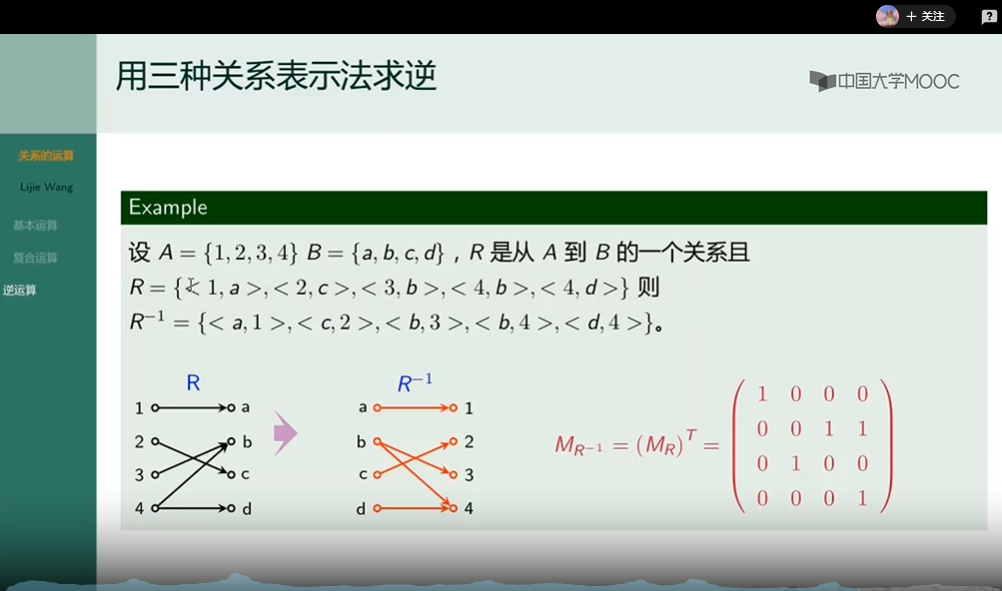 + 关注
用三种关系表示法求逆
中国大学MOOC
关系的运算
Lijie Wang
基本运算
复合运算
逆运算
Example
设 A = {1, 2, 3, 4} B = {a, b, c, d} , R 是从 A 到 B 的一个关系且
R = {< 1, a >, < 2, c >, < 3, b >, < 4, b >, < 4, d >} 则
R⁻¹ = {< a, 1 >, < c, 2 >, < b, 3 >, < b, 4 >, < d, 4 >}。
R
1 a
2 b
3 c
4 d
R⁻¹
a 1
b 2
c 3
d 4
M_{R⁻¹} = (M_R)ᵀ =
1 0 0 0
0 0 1 1
0 1 0 0
0 0 0 1